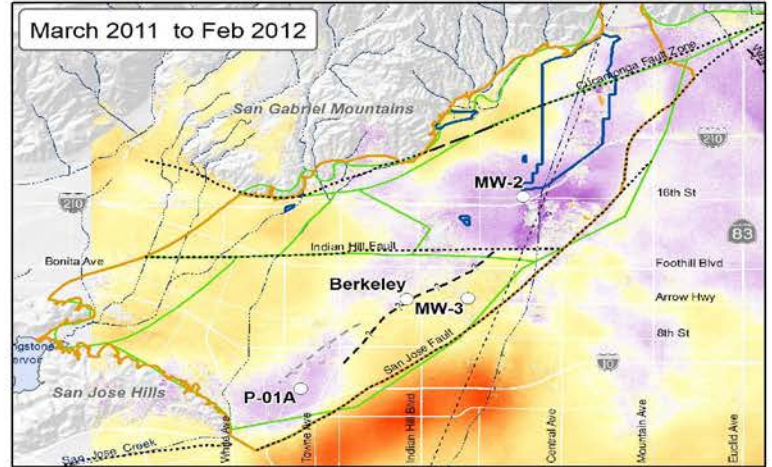 March 2011 to Feb 2012
Cucamonga Fault Zone
San Gabriel Mountains
210
MW-2
16th St
210
83
Indian Hill Fault
Bonita Ave
Foothill Blvd
Berkeley
MW-3
Arrow Hwy
8th St
San Jose Fault
10
San Jose Hills
P-01A
San Jose Creek
White Ave
Towne Ave
Indian Hill Blvd
Central Ave
Mountain Ave
Euclid Ave